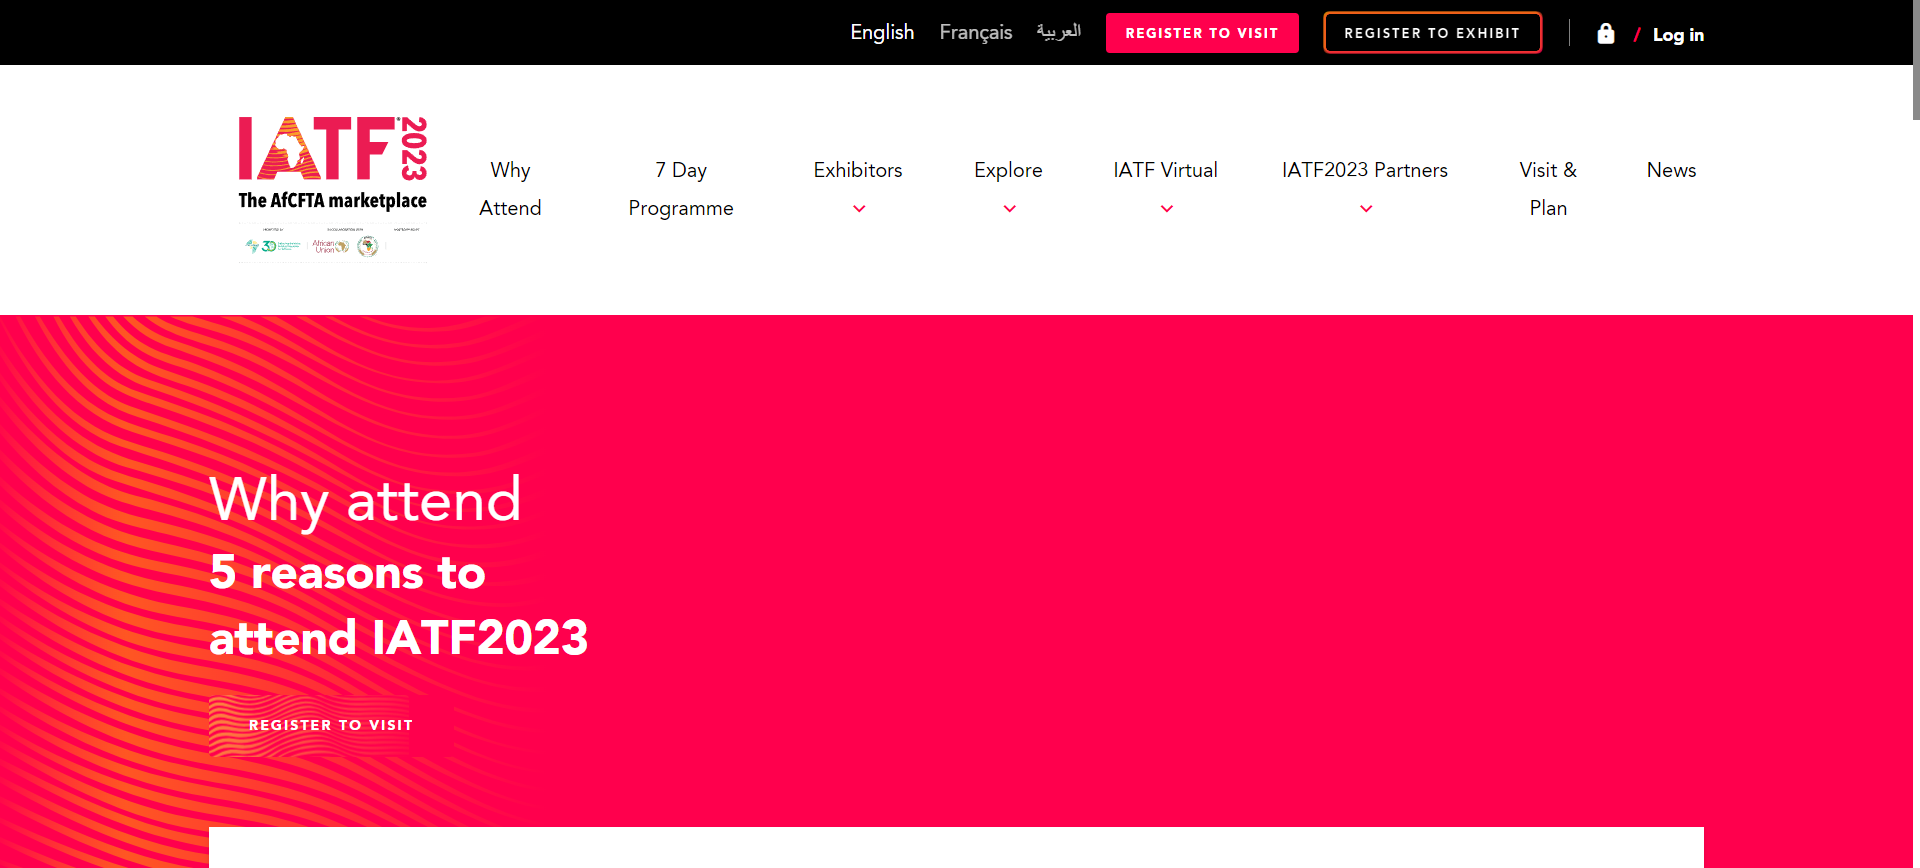 English Français العربية REGISTER TO VISIT REGISTER TO EXHIBIT / Log in
IATF 2023
The AfCFTA marketplace
African
Union
Why
Attend
7 Day
Programme
Exhibitors
Explore
IATF Virtual
IATF2023 Partners
Visit &
Plan
News
Why attend
5 reasons to
attend IATF2023
REGISTER TO VISIT